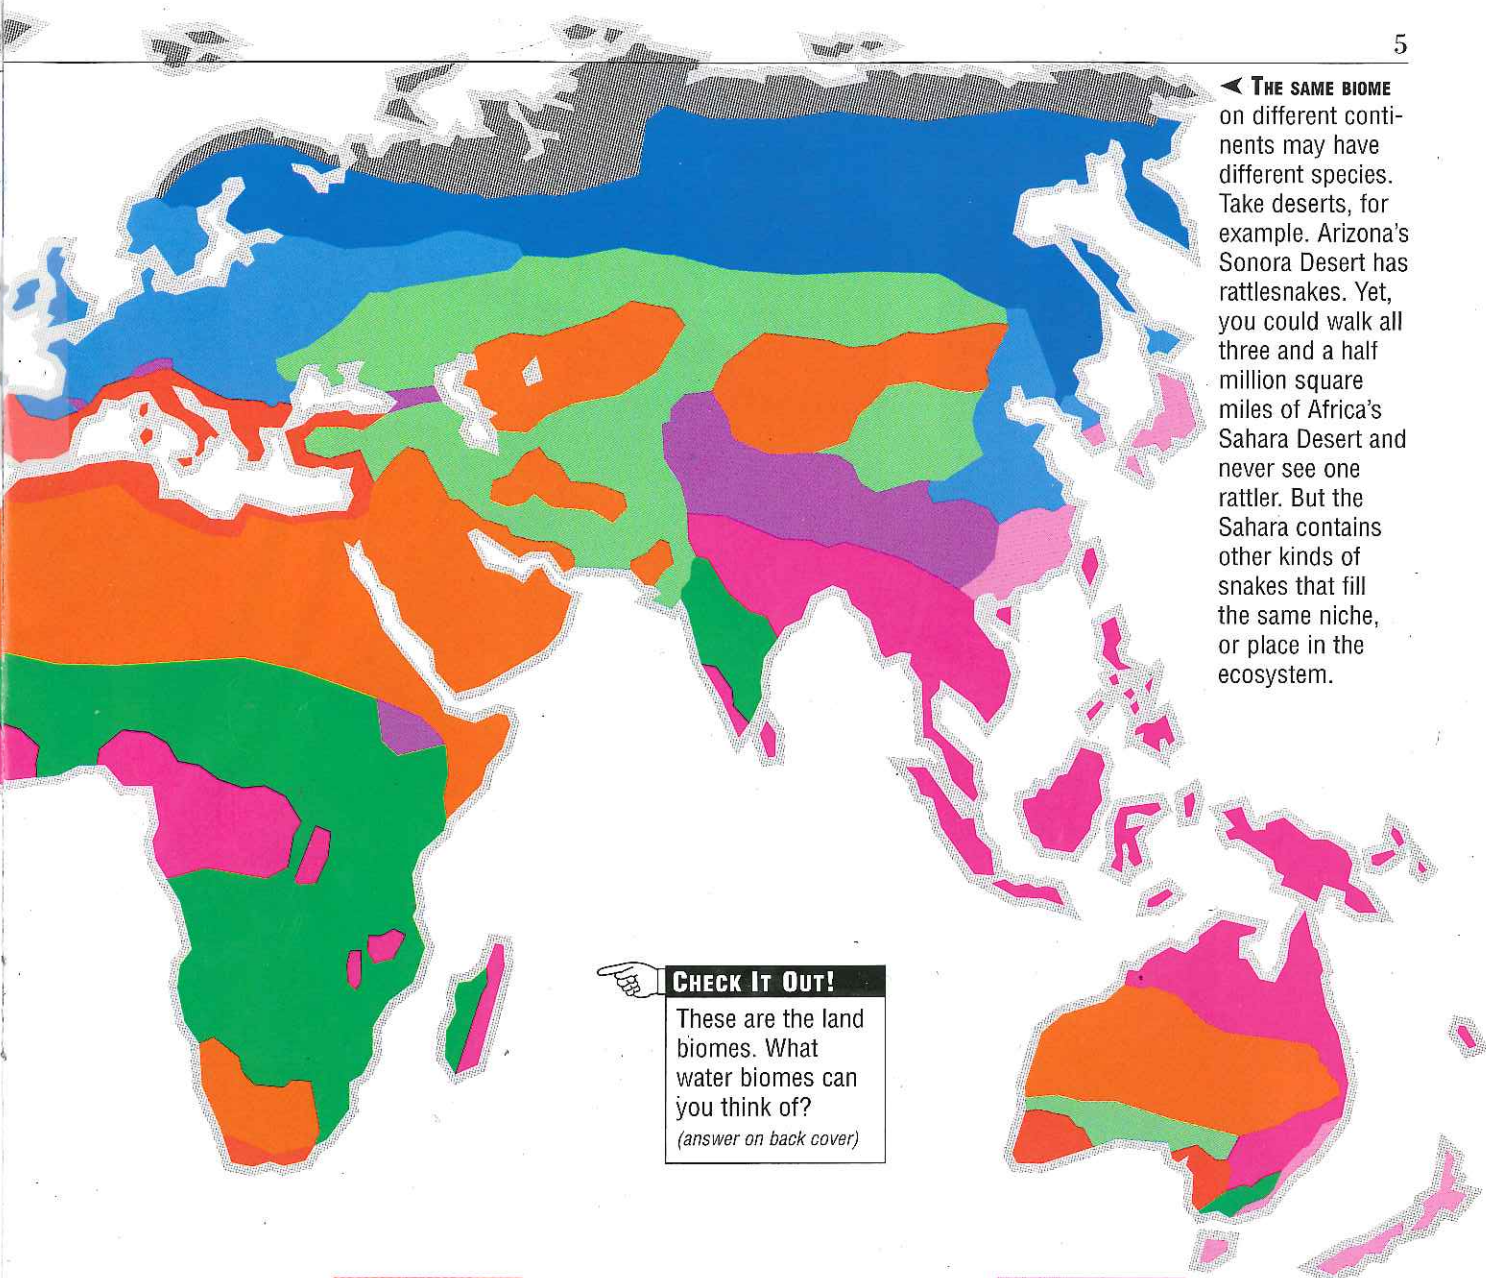 5
◄ THE SAME BIOME
on different conti-
nents may have
different species.
Take deserts, for
example. Arizona's
Sonora Desert has
rattlesnakes. Yet,
you could walk all
three and a half
million square
miles of Africa's
Sahara Desert and
never see one
rattler. But the
Sahara contains
other kinds of
snakes that fill
the same niche,
or place in the
ecosystem.
CHECK IT OUT!
These are the land
biomes. What
water biomes can
you think of?
(answer on back cover)